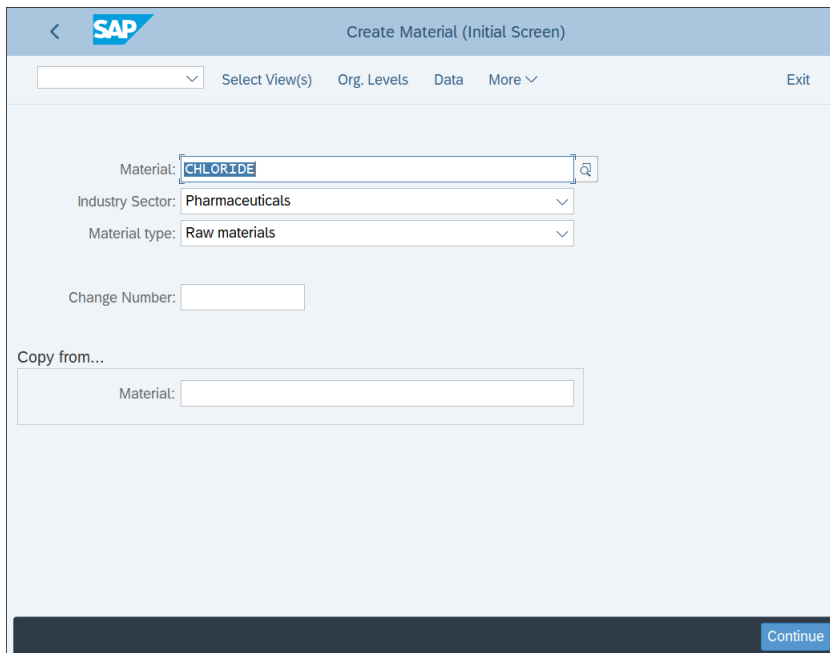 SAP Create Material (Initial Screen)
Select View(s) Org. Levels Data More Exit
Material: CHLORIDE
Industry Sector: Pharmaceuticals
Material type: Raw materials
Change Number:
Copy from...
Material:
Continue